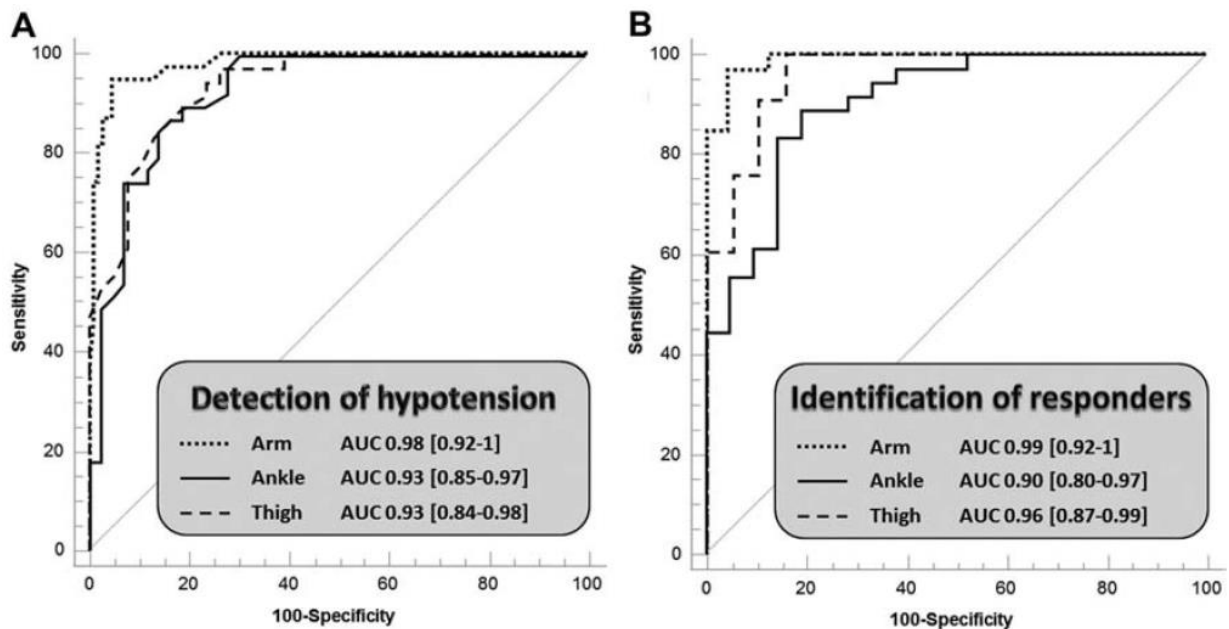 A
100
80
60
40
20
0
Sensitivity
Detection of hypotension
Arm AUC 0.98 [0.92-1]
Ankle AUC 0.93 [0.85-0.97]
Thigh AUC 0.93 [0.84-0.98]
0 20 40 60 80 100
100-Specificity
B
100
80
60
40
20
0
Sensitivity
Identification of responders
Arm AUC 0.99 [0.92-1]
Ankle AUC 0.90 [0.80-0.97]
Thigh AUC 0.96 [0.87-0.99]
0 20 40 60 80 100
100-Specificity